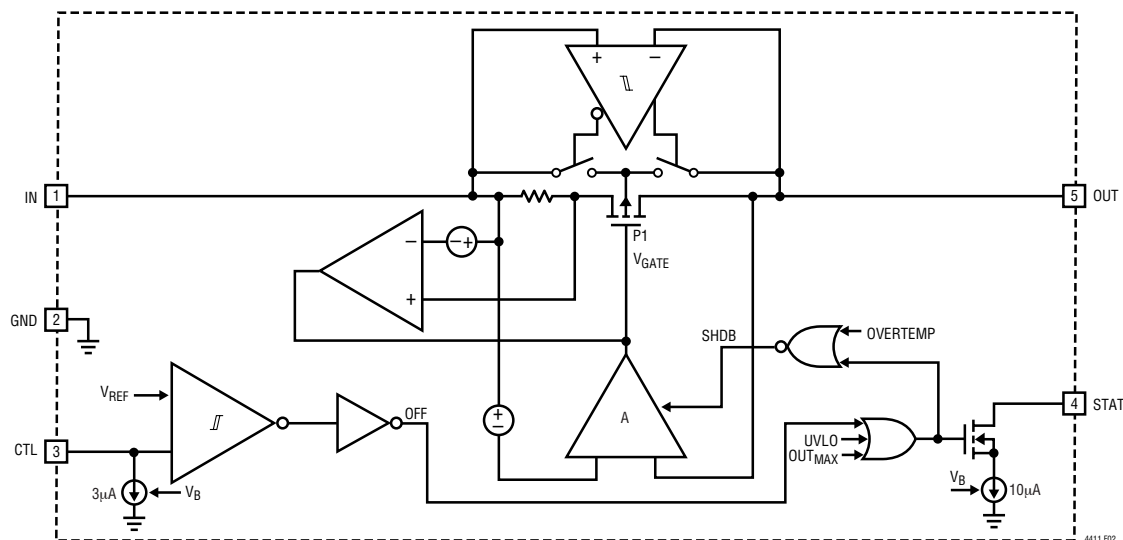 + −
IN 1
5 OUT
P1
− − +
VGATE
+
GND 2
SHDB
OVERTEMP
VREF
OFF
+
−
A
4 STAT
CTL 3
UVLO
OUTMAX
3µA
VB
VB
10µA
4411 F02